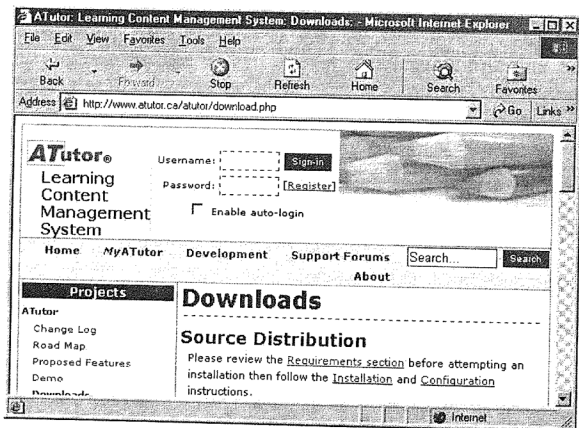 ATutor: Learning Content Management System: Downloads: - Microsoft Internet Explorer
File Edit View Favorites Tools Help
Back Forward Stop Refresh Home Search Favorites »
Address http://www.atutor.ca/atutor/download.php Go Links »
ATutor®
Learning
Content
Management
System
Username: Sign-in
Password: [Register]
Enable auto-login
Home MyATutor Development Support Forums Search... Search
About
Projects
ATutor
Change Log
Road Map
Proposed Features
Demo
Downloads
Downloads
Source Distribution
Please review the Requirements section before attempting an
installation then follow the Installation and Configuration
instructions.
Internet